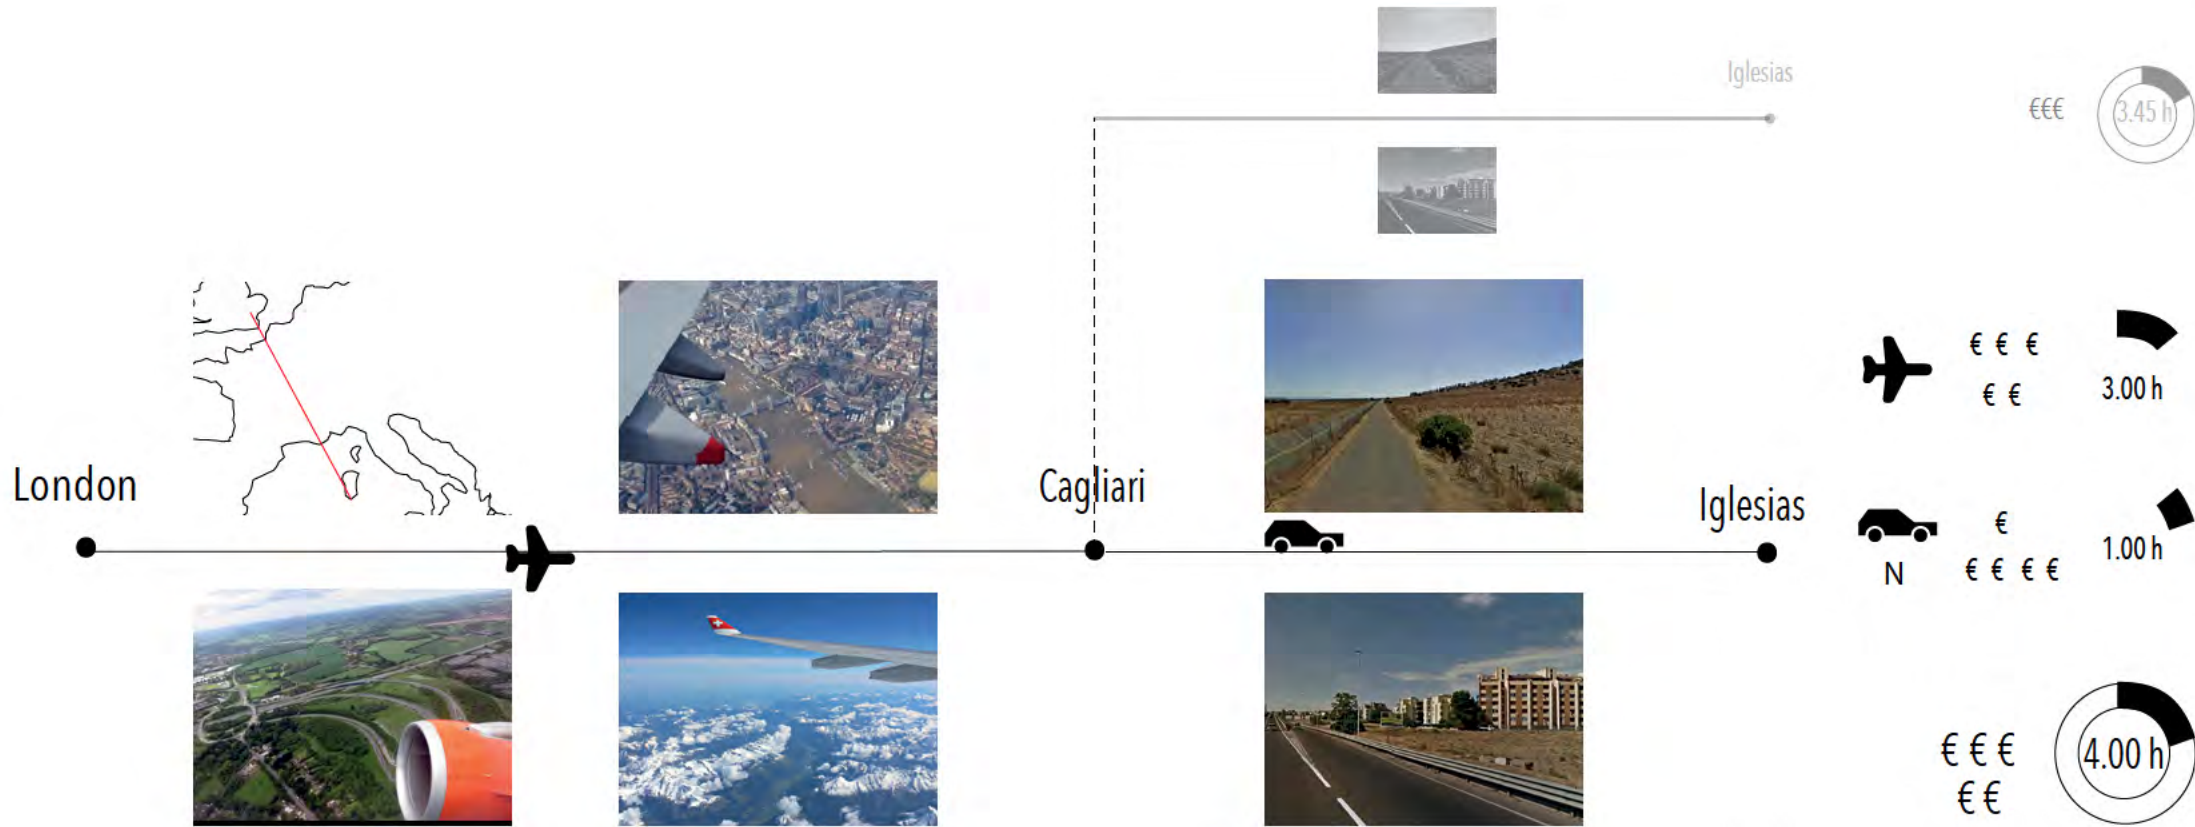 Iglesias
€€€
3.45 h
London
Cagliari
Iglesias
€ € €
€ €
3.00 h
€
€ € € €
N
1.00 h
€ € €
€ €
4.00 h